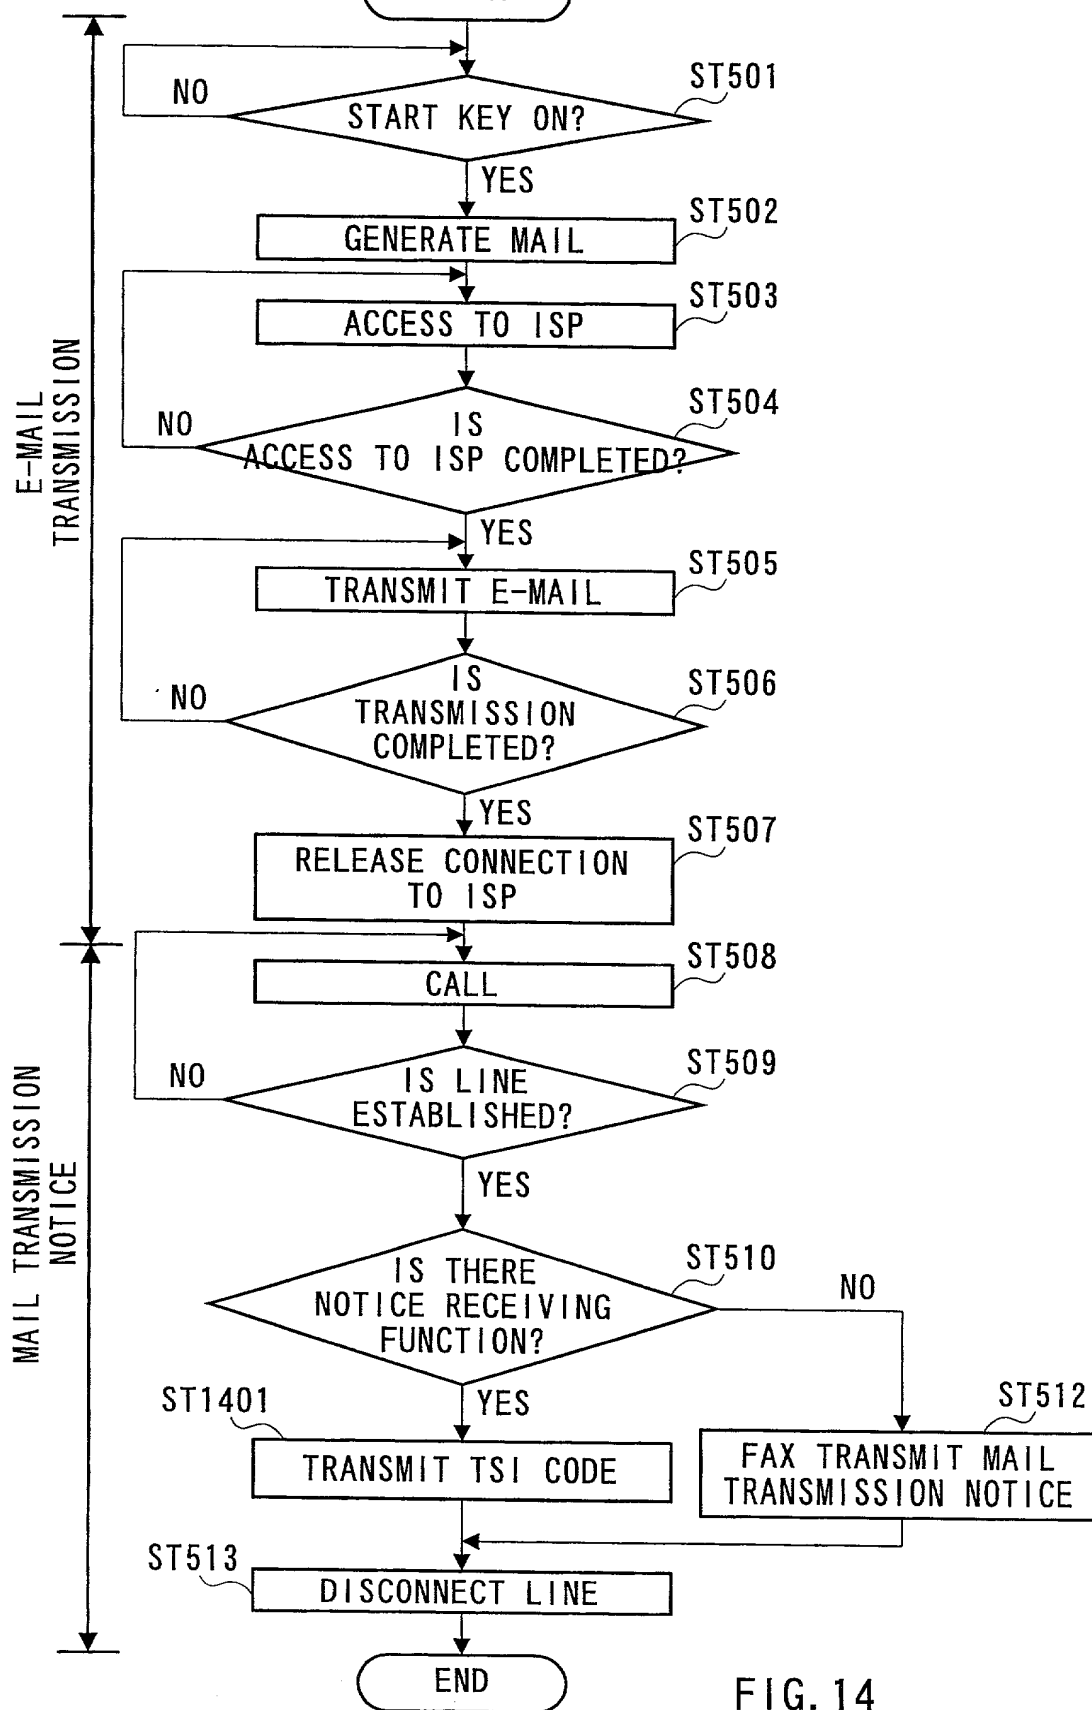 ST501
NO
START KEY ON?
YES
ST502
GENERATE MAIL
ST503
ACCESS TO ISP
ST504
NO
IS
ACCESS TO ISP COMPLETED?
YES
E-MAIL
TRANSMISSION
ST505
TRANSMIT E-MAIL
ST506
NO
IS
TRANSMISSION
COMPLETED?
YES
ST507
RELEASE CONNECTION
TO ISP
ST508
CALL
ST509
NO
IS LINE
ESTABLISHED?
YES
MAIL TRANSMISSION
NOTICE
ST510
IS THERE
NOTICE RECEIVING
FUNCTION?
NO
YES
ST1401
TRANSMIT TSI CODE
ST512
FAX TRANSMIT MAIL
TRANSMISSION NOTICE
ST513
DISCONNECT LINE
END
FIG. 14